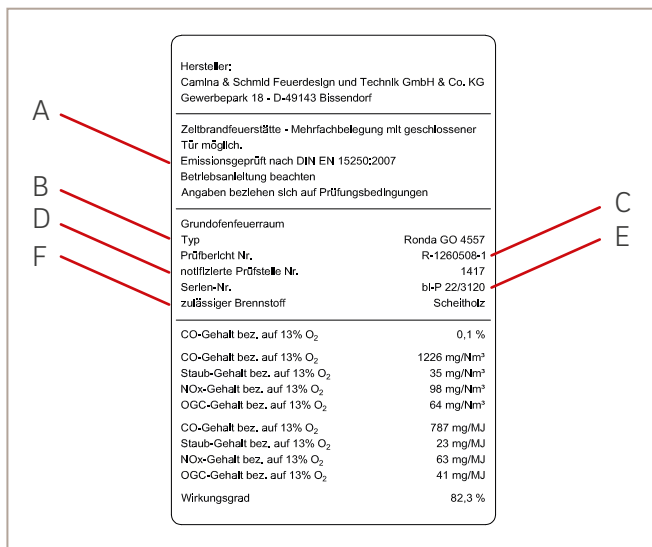 Hersteller:
Camina & Schmid Feuerdesign und Technik GmbH & Co. KG
Gewerbepark 18 - D-49143 Bissendorf
A
Zeitbrandfeuerstätte - Mehrfachbelegung mit geschlossener
Tür möglich.
Emissionsgeprüft nach DIN EN 15250:2007
Betriebsanleitung beachten
Angaben beziehen sich auf Prüfungsbedingungen
B
D
F
Grundofenfeuerraum
Typ Ronda GO 4557
Prüfbericht Nr. R-1260508-1
notifizierte Prüfstelle Nr. 1417
Serien-Nr. bl-P 22/3120
zulässiger Brennstoff Scheitholz
C
E
CO-Gehalt bez. auf 13% O₂ 0,1 %
CO-Gehalt bez. auf 13% O₂ 1226 mg/Nm³
Staub-Gehalt bez. auf 13% O₂ 35 mg/Nm³
NOx-Gehalt bez. auf 13% O₂ 98 mg/Nm³
OGC-Gehalt bez. auf 13% O₂ 64 mg/Nm³
CO-Gehalt bez. auf 13% O₂ 787 mg/MJ
Staub-Gehalt bez. auf 13% O₂ 23 mg/MJ
NOx-Gehalt bez. auf 13% O₂ 63 mg/MJ
OGC-Gehalt bez. auf 13% O₂ 41 mg/MJ
Wirkungsgrad 82,3 %